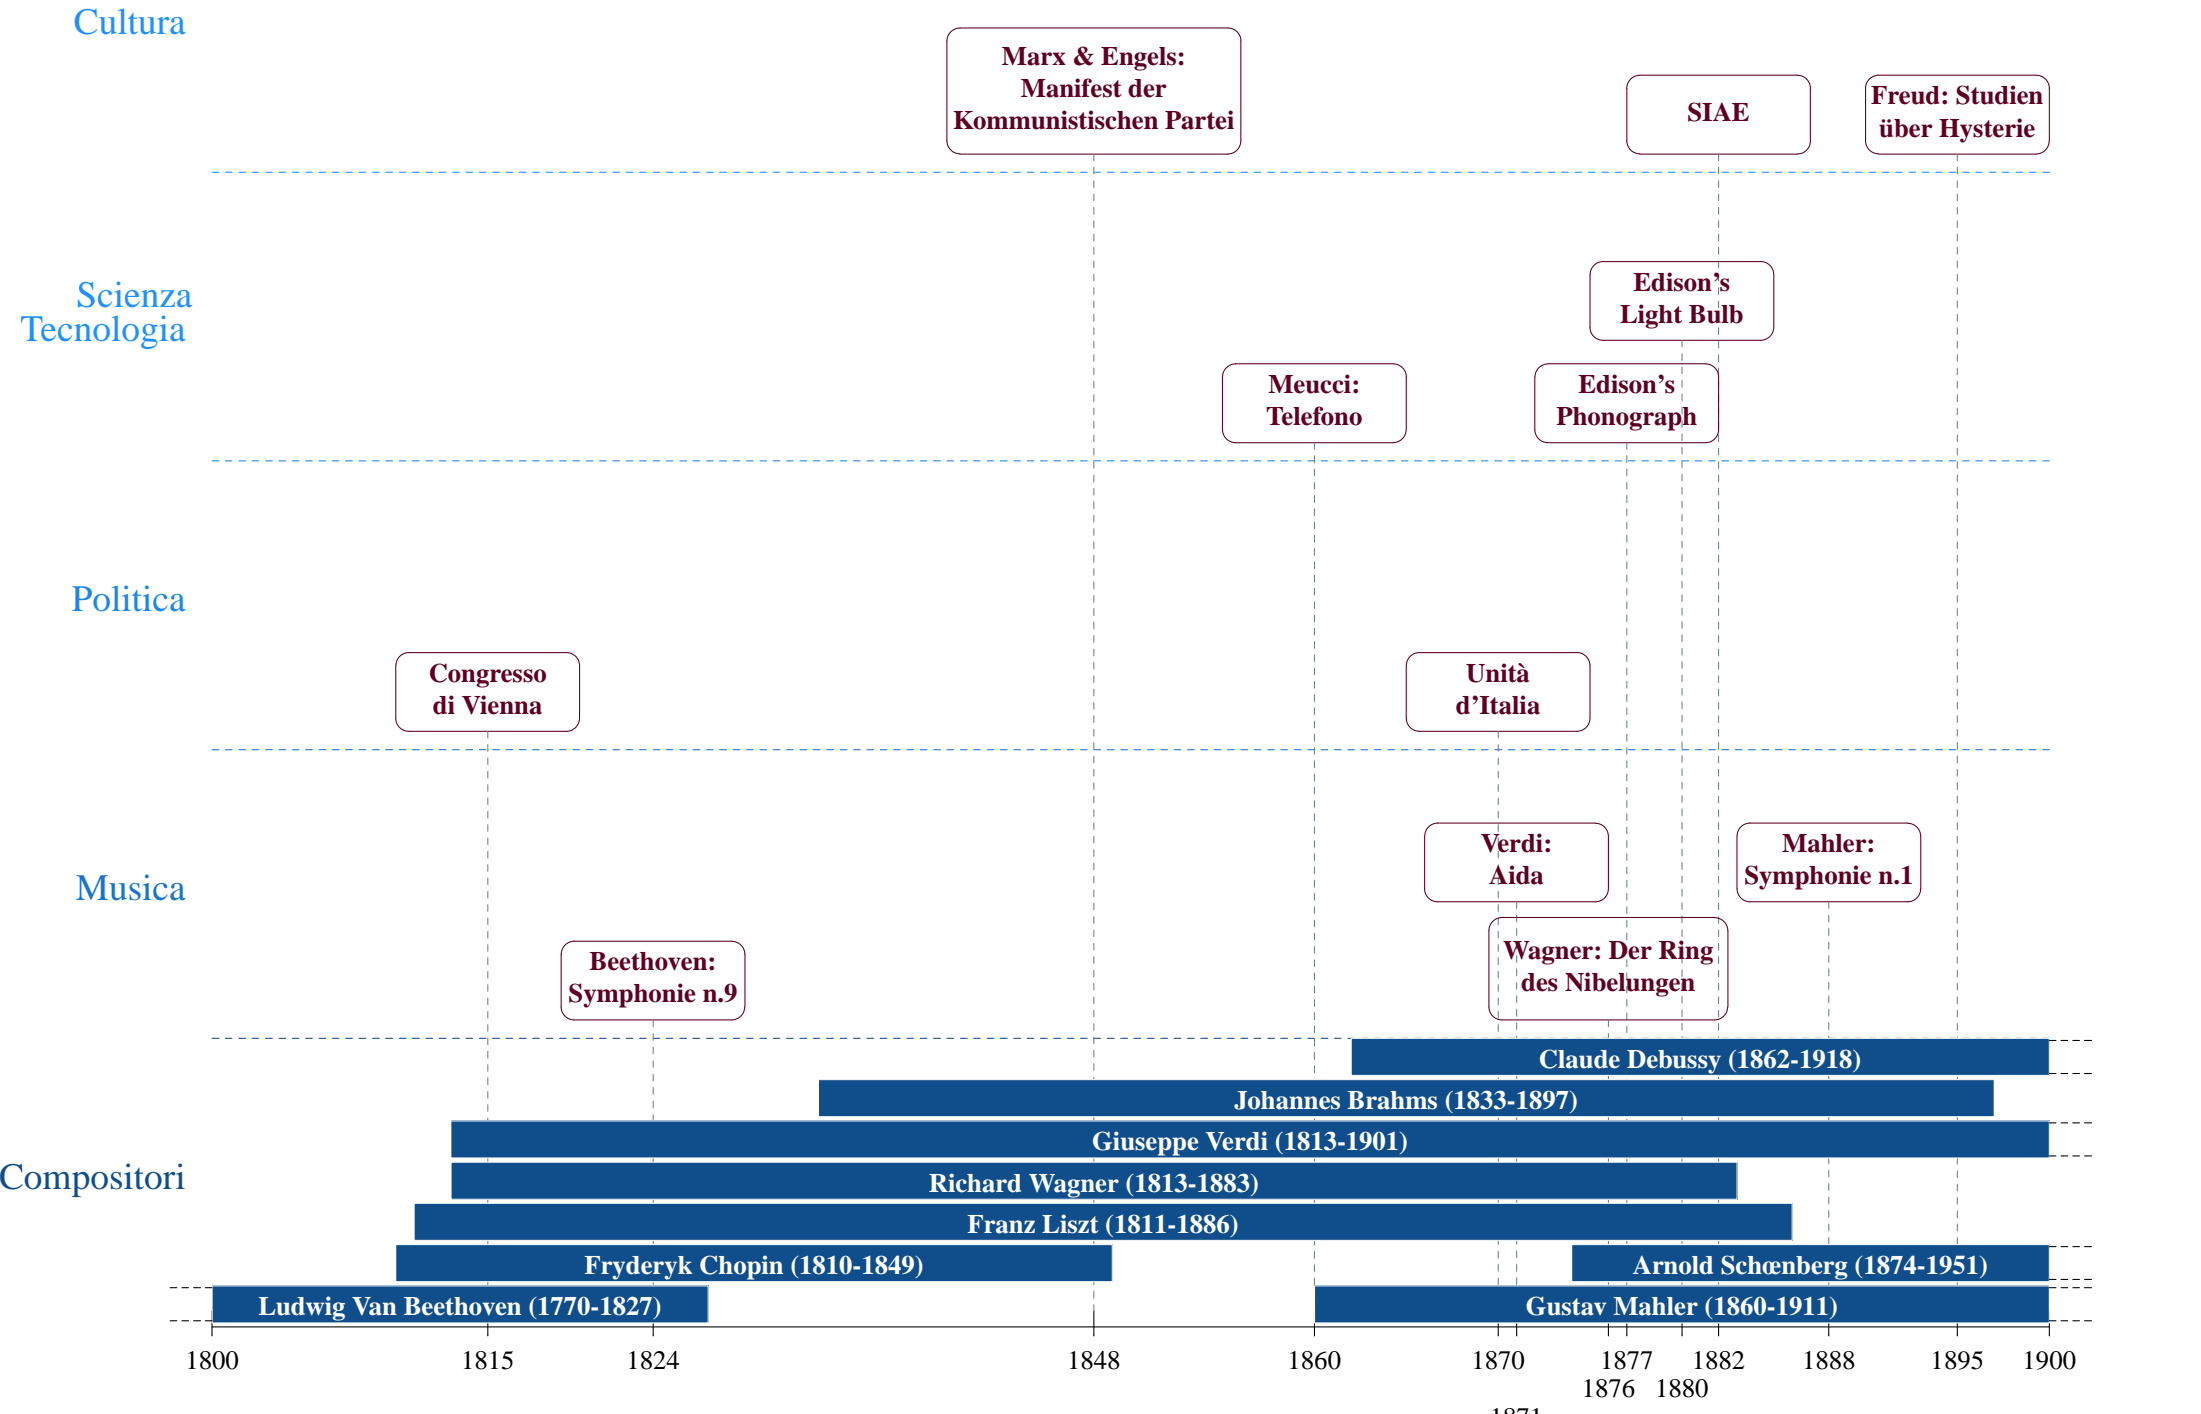 Cultura
Marx & Engels:
Manifest der
Kommunistischen Partei
SIAE
Freud: Studien
über Hysterie
Scienza
Tecnologia
Edison’s
Light Bulb
Meucci:
Telefono
Edison’s
Phonograph
Politica
Congresso
di Vienna
Unità
d’Italia
Musica
Verdi:
Aida
Mahler:
Symphonie n.1
Wagner: Der Ring
des Nibelungen
Beethoven:
Symphonie n.9
Compositori
Claude Debussy (1862-1918)
Johannes Brahms (1833-1897)
Giuseppe Verdi (1813-1901)
Richard Wagner (1813-1883)
Franz Liszt (1811-1886)
Fryderyk Chopin (1810-1849)
Arnold Schœnberg (1874-1951)
Ludwig Van Beethoven (1770-1827)
Gustav Mahler (1860-1911)
1800 1815 1824 1848 1860 1870 1877 1882 1888 1895 1900
1876 1880
1871